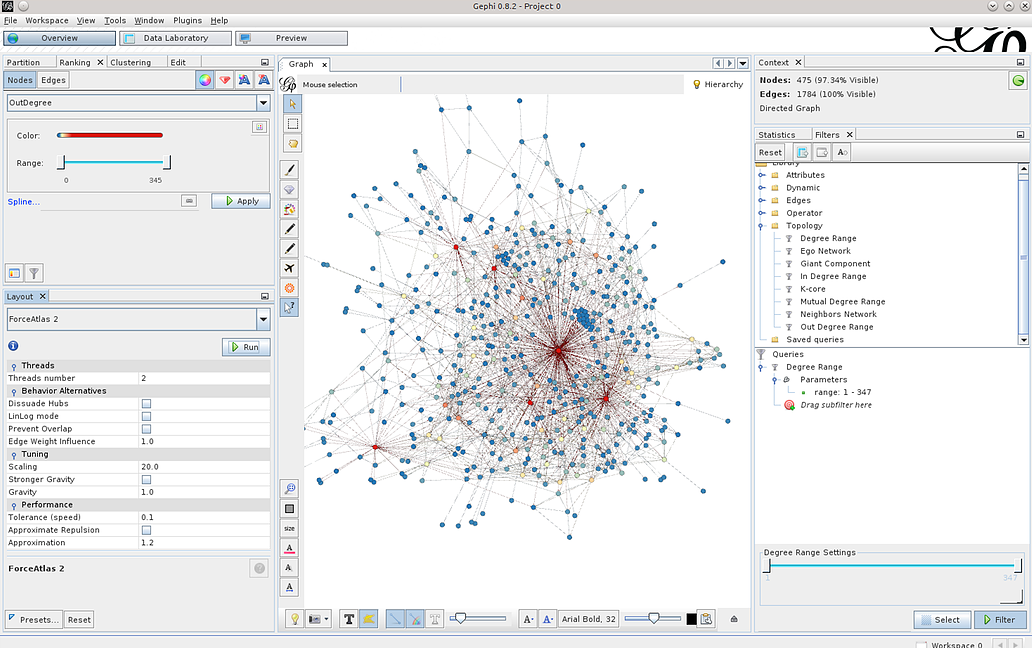 Gephi 0.8.2 - Project 0
File Workspace View Tools Window Plugins Help
Overview Data Laboratory Preview
Partition Ranking Clustering Edit
Nodes Edges
OutDegree
Color:
Range:
0 345
Spline...
Apply
Layout
ForceAtlas 2
Run
Threads
Threads number 2
Behavior Alternatives
Dissuade Hubs
LinLog mode
Prevent Overlap
Edge Weight Influence 1.0
Tuning
Scaling 20.0
Stronger Gravity
Gravity 1.0
Performance
Tolerance (speed) 0.1
Approximate Repulsion
Approximation 1.2
ForceAtlas 2
Presets... Reset
Graph
Mouse selection
Hierarchy
size
A
A
A
T T A- A- Arial Bold, 32
Context
Nodes: 475 (97.34% Visible)
Edges: 1784 (100% Visible)
Directed Graph
Statistics Filters
Reset
Library
Attributes
Dynamic
Edges
Operator
Topology
Degree Range
Ego Network
Giant Component
In Degree Range
K-core
Mutual Degree Range
Neighbors Network
Out Degree Range
Saved queries
Queries
Degree Range
Parameters
range: 1 - 347
Drag subfilter here
Degree Range Settings
1 347
Select Filter
Workspace 0